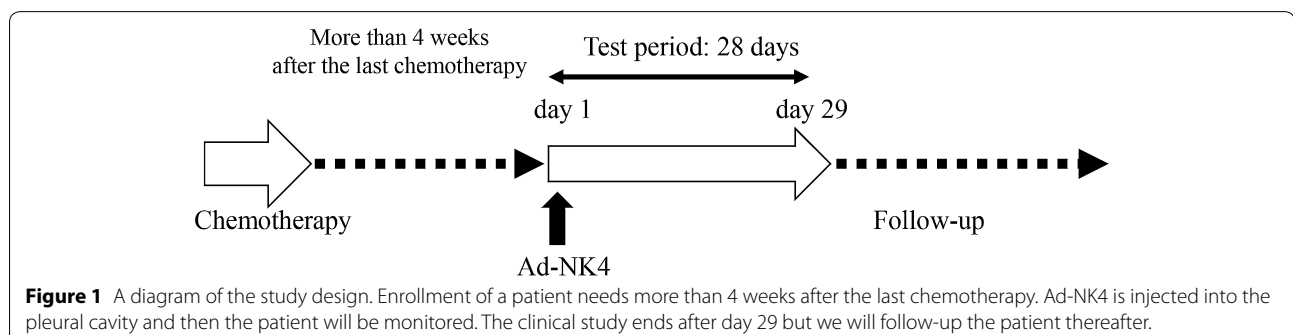 More than 4 weeks
after the last chemotherapy
Test period: 28 days
day 1
day 29
Chemotherapy
Follow-up
Ad-NK4
Figure 1 A diagram of the study design. Enrollment of a patient needs more than 4 weeks after the last chemotherapy. Ad-NK4 is injected into the
pleural cavity and then the patient will be monitored. The clinical study ends after day 29 but we will follow-up the patient thereafter.